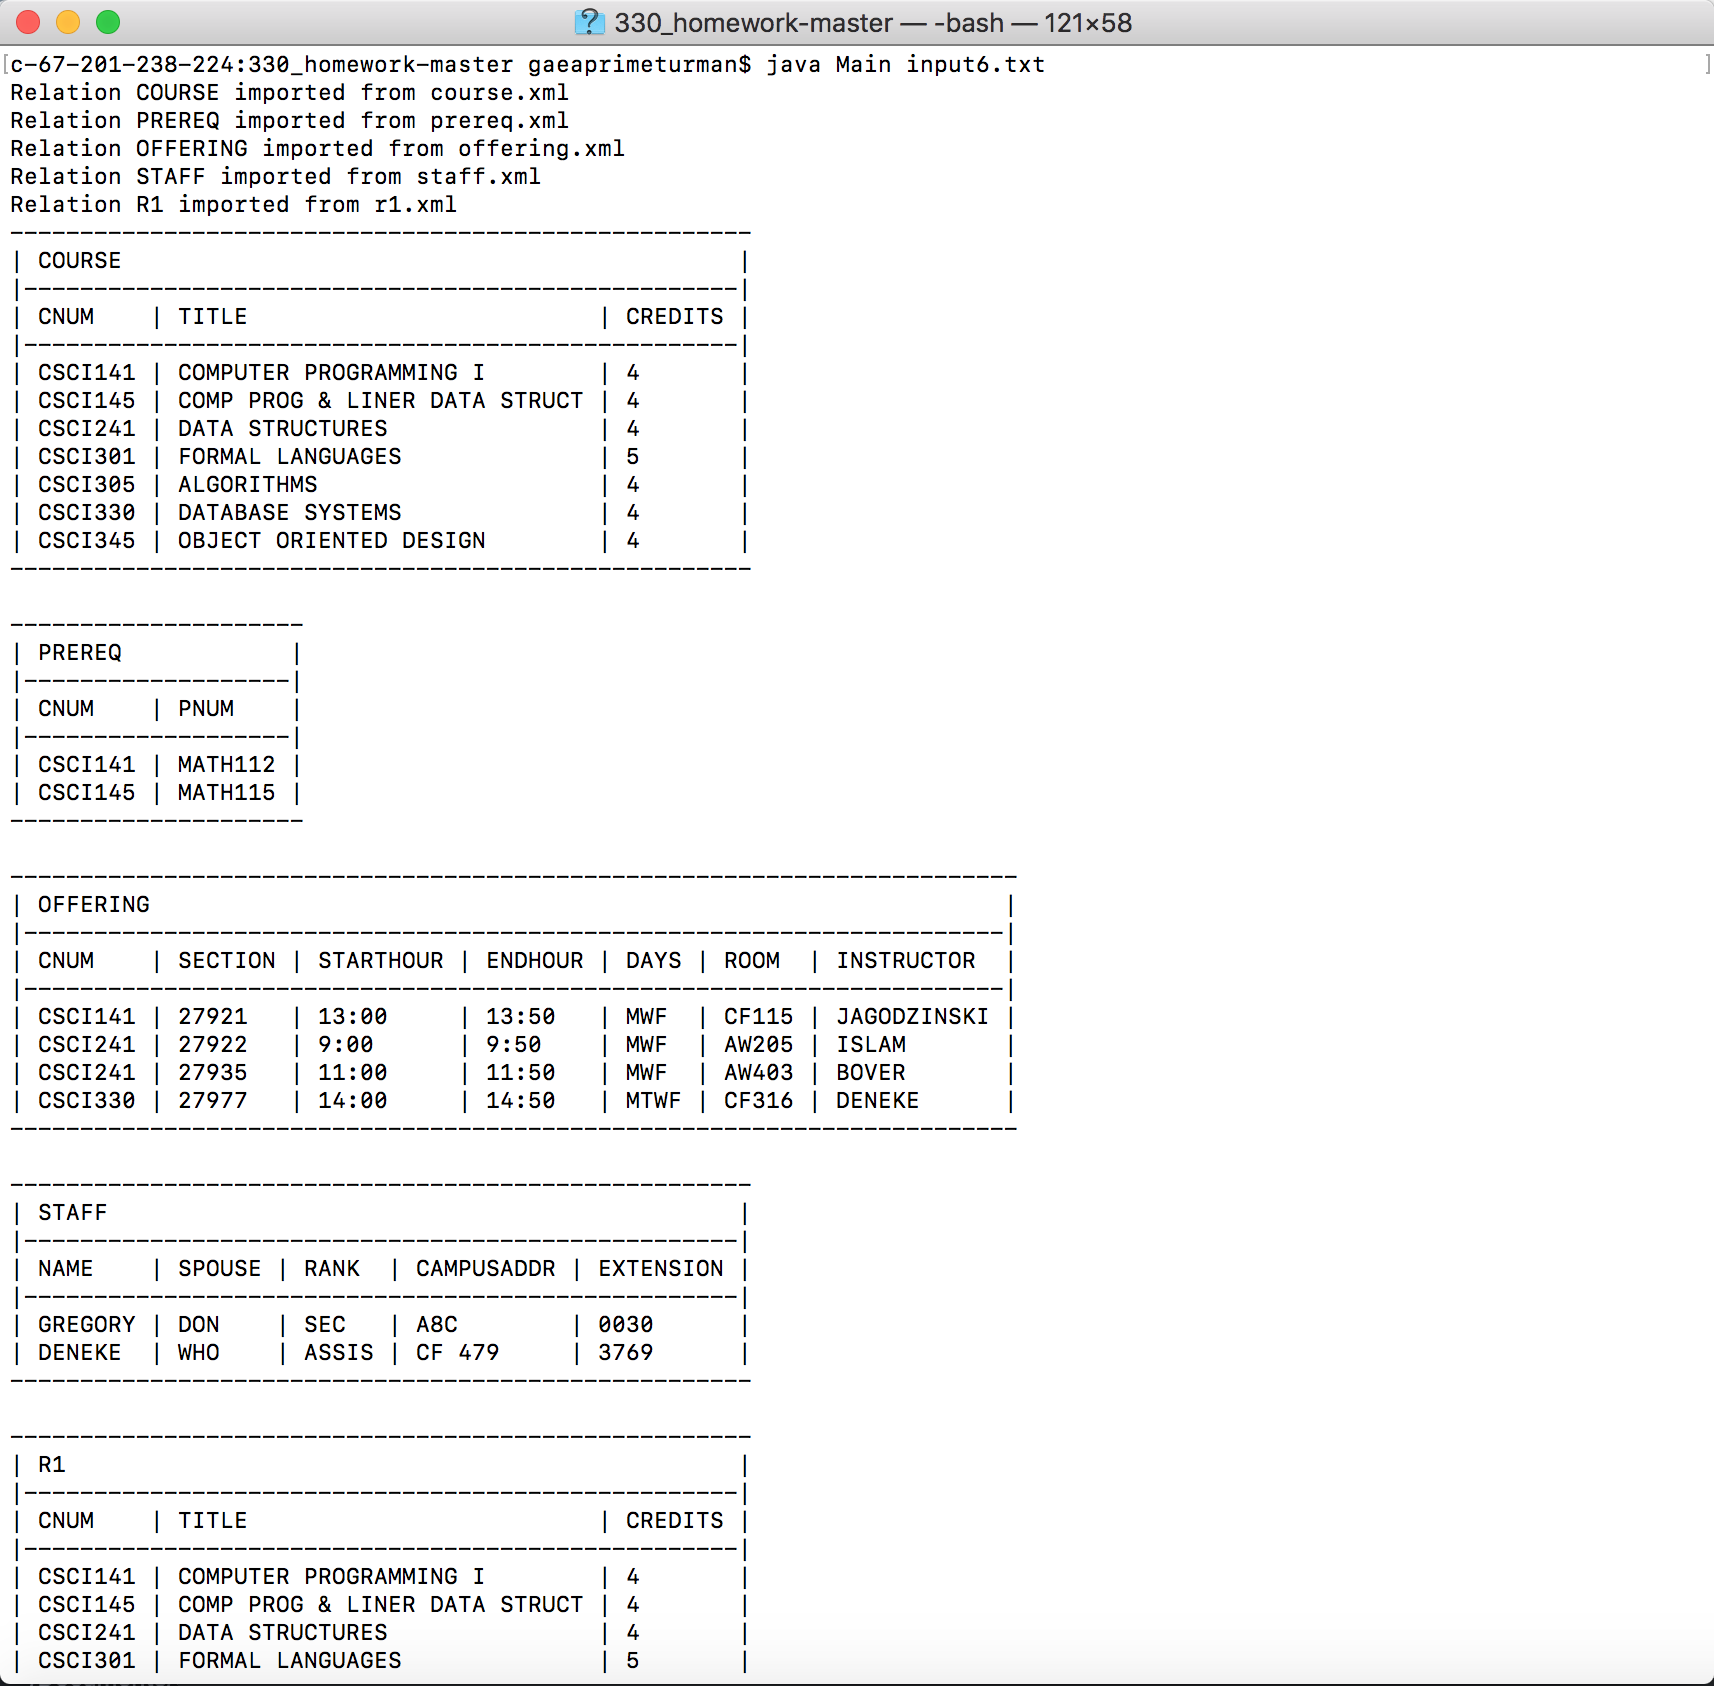 330_homework-master — -bash — 121×58
[c-67-201-238-224:330_homework-master gaeaprimeturman$ java Main input6.txt ]
Relation COURSE imported from course.xml
Relation PREREQ imported from prereq.xml
Relation OFFERING imported from offering.xml
Relation STAFF imported from staff.xml
Relation R1 imported from r1.xml
-----------------------------------------------------
| COURSE                                            |
|---------------------------------------------------|
| CNUM    | TITLE                         | CREDITS |
|---------------------------------------------------|
| CSCI141 | COMPUTER PROGRAMMING I        | 4       |
| CSCI145 | COMP PROG & LINER DATA STRUCT | 4       |
| CSCI241 | DATA STRUCTURES               | 4       |
| CSCI301 | FORMAL LANGUAGES              | 5       |
| CSCI305 | ALGORITHMS                    | 4       |
| CSCI330 | DATABASE SYSTEMS              | 4       |
| CSCI345 | OBJECT ORIENTED DESIGN        | 4       |
-----------------------------------------------------

---------------------
| PREREQ            |
|-------------------|
| CNUM    | PNUM    |
|-------------------|
| CSCI141 | MATH112 |
| CSCI145 | MATH115 |
---------------------

------------------------------------------------------------------------
| OFFERING                                                             |
|----------------------------------------------------------------------|
| CNUM    | SECTION | STARTHOUR | ENDHOUR | DAYS | ROOM  | INSTRUCTOR  |
|----------------------------------------------------------------------|
| CSCI141 | 27921   | 13:00     | 13:50   | MWF  | CF115 | JAGODZINSKI |
| CSCI241 | 27922   | 9:00      | 9:50    | MWF  | AW205 | ISLAM       |
| CSCI241 | 27935   | 11:00     | 11:50   | MWF  | AW403 | BOVER       |
| CSCI330 | 27977   | 14:00     | 14:50   | MTWF | CF316 | DENEKE      |
------------------------------------------------------------------------

-----------------------------------------------------
| STAFF                                             |
|---------------------------------------------------|
| NAME    | SPOUSE | RANK  | CAMPUSADDR | EXTENSION |
|---------------------------------------------------|
| GREGORY | DON    | SEC   | A8C        | 0030      |
| DENEKE  | WHO    | ASSIS | CF 479     | 3769      |
-----------------------------------------------------

-----------------------------------------------------
| R1                                                |
|---------------------------------------------------|
| CNUM    | TITLE                         | CREDITS |
|---------------------------------------------------|
| CSCI141 | COMPUTER PROGRAMMING I        | 4       |
| CSCI145 | COMP PROG & LINER DATA STRUCT | 4       |
| CSCI241 | DATA STRUCTURES               | 4       |
| CSCI301 | FORMAL LANGUAGES              | 5       |